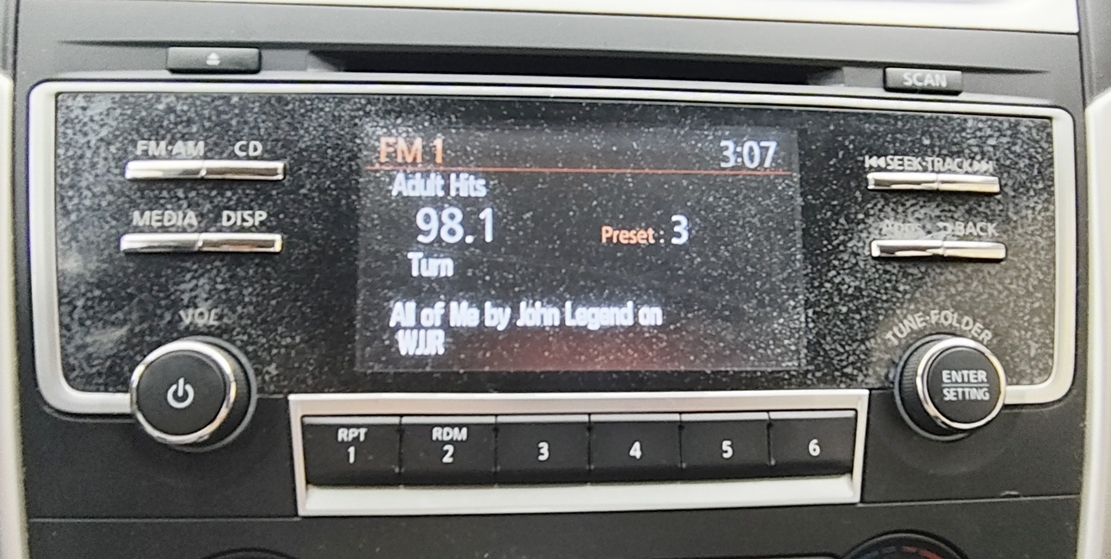 SCAN
FM·AM CD
MEDIA DISP
VOL
FM 1 3:07
Adult Hits
98.1 Preset : 3
Turn
All of Me by John Legend on
WJJR
SEEK·TRACK
BACK
TUNE·FOLDER
ENTER
SETTING
RPT RDM
1 2 3 4 5 6